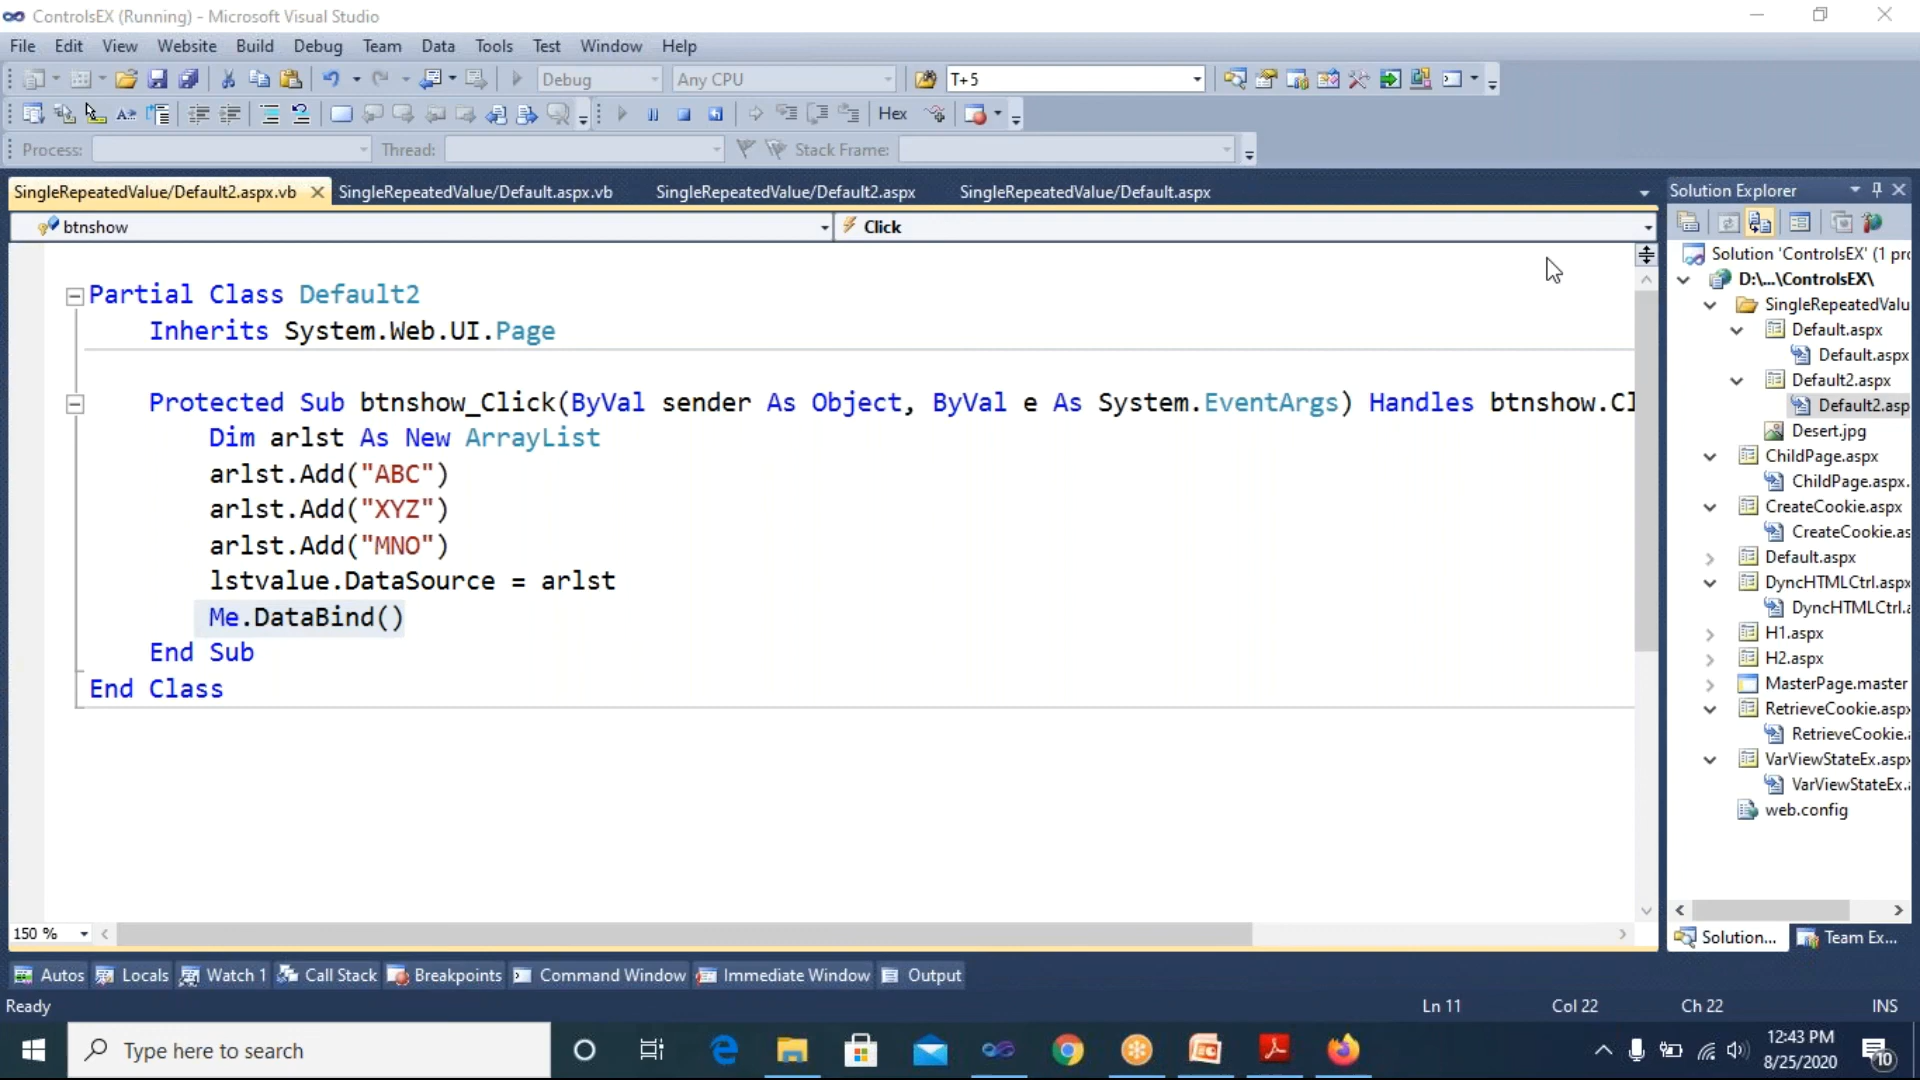 ControlsEX (Running) - Microsoft Visual Studio
File Edit View Website Build Debug Team Data Tools Test Window Help
Debug Any CPU T+5
Hex
Process: Thread: Stack Frame:
SingleRepeatedValue/Default2.aspx.vb SingleRepeatedValue/Default.aspx.vb SingleRepeatedValue/Default2.aspx SingleRepeatedValue/Default.aspx
btnshow Click
Partial Class Default2
Inherits System.Web.UI.Page
Protected Sub btnshow_Click(ByVal sender As Object, ByVal e As System.EventArgs) Handles btnshow.Cl
Dim arlst As New ArrayList
arlst.Add("ABC")
arlst.Add("XYZ")
arlst.Add("MNO")
lstvalue.DataSource = arlst
Me.DataBind()
End Sub
End Class
150 %
Solution Explorer
Solution 'ControlsEX' (1 pro
D:\...\ControlsEX\
SingleRepeatedValu
Default.aspx
Default.aspx.
Default2.aspx
Default2.asp
Desert.jpg
ChildPage.aspx
ChildPage.aspx.
CreateCookie.aspx
CreateCookie.as
Default.aspx
DyncHTMLCtrl.aspx
DyncHTMLCtrl.a
H1.aspx
H2.aspx
MasterPage.master
RetrieveCookie.aspx
RetrieveCookie.a
VarViewStateEx.aspx
VarViewStateEx.a
web.config
Solution... Team Ex...
Autos Locals Watch 1 Call Stack Breakpoints Command Window Immediate Window Output
Ready Ln 11 Col 22 Ch 22 INS
Type here to search
12:43 PM
8/25/2020
10